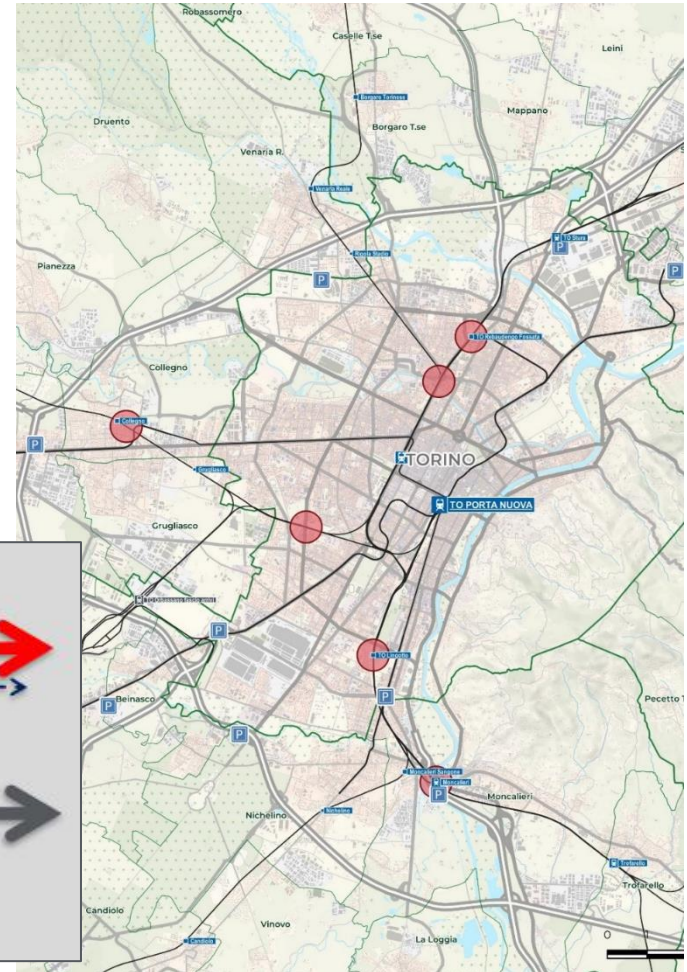 Robassomero
Caselle T.se
Leini
Borgaro Torinese
Druento
Mappano
Borgaro T.se
Venaria R.
Venaria Reale
TO Stura
P
Rigola Stadio
Pianezza
P
P
TO Rebaudengo Fossata
Collegno
Collegno
P
TORINO
Grugliasco
TO PORTA NUOVA
Grugliasco
P
TO Lingotto
Pecetto T
P
Beinasco
P
P
Moncalieri Sangone
Moncalieri
P
Moncalieri
Nichelino
Nichelino
Trofarello
Trofarello
Candiolo
Vinovo
La Loggia
Candiolo
0
1